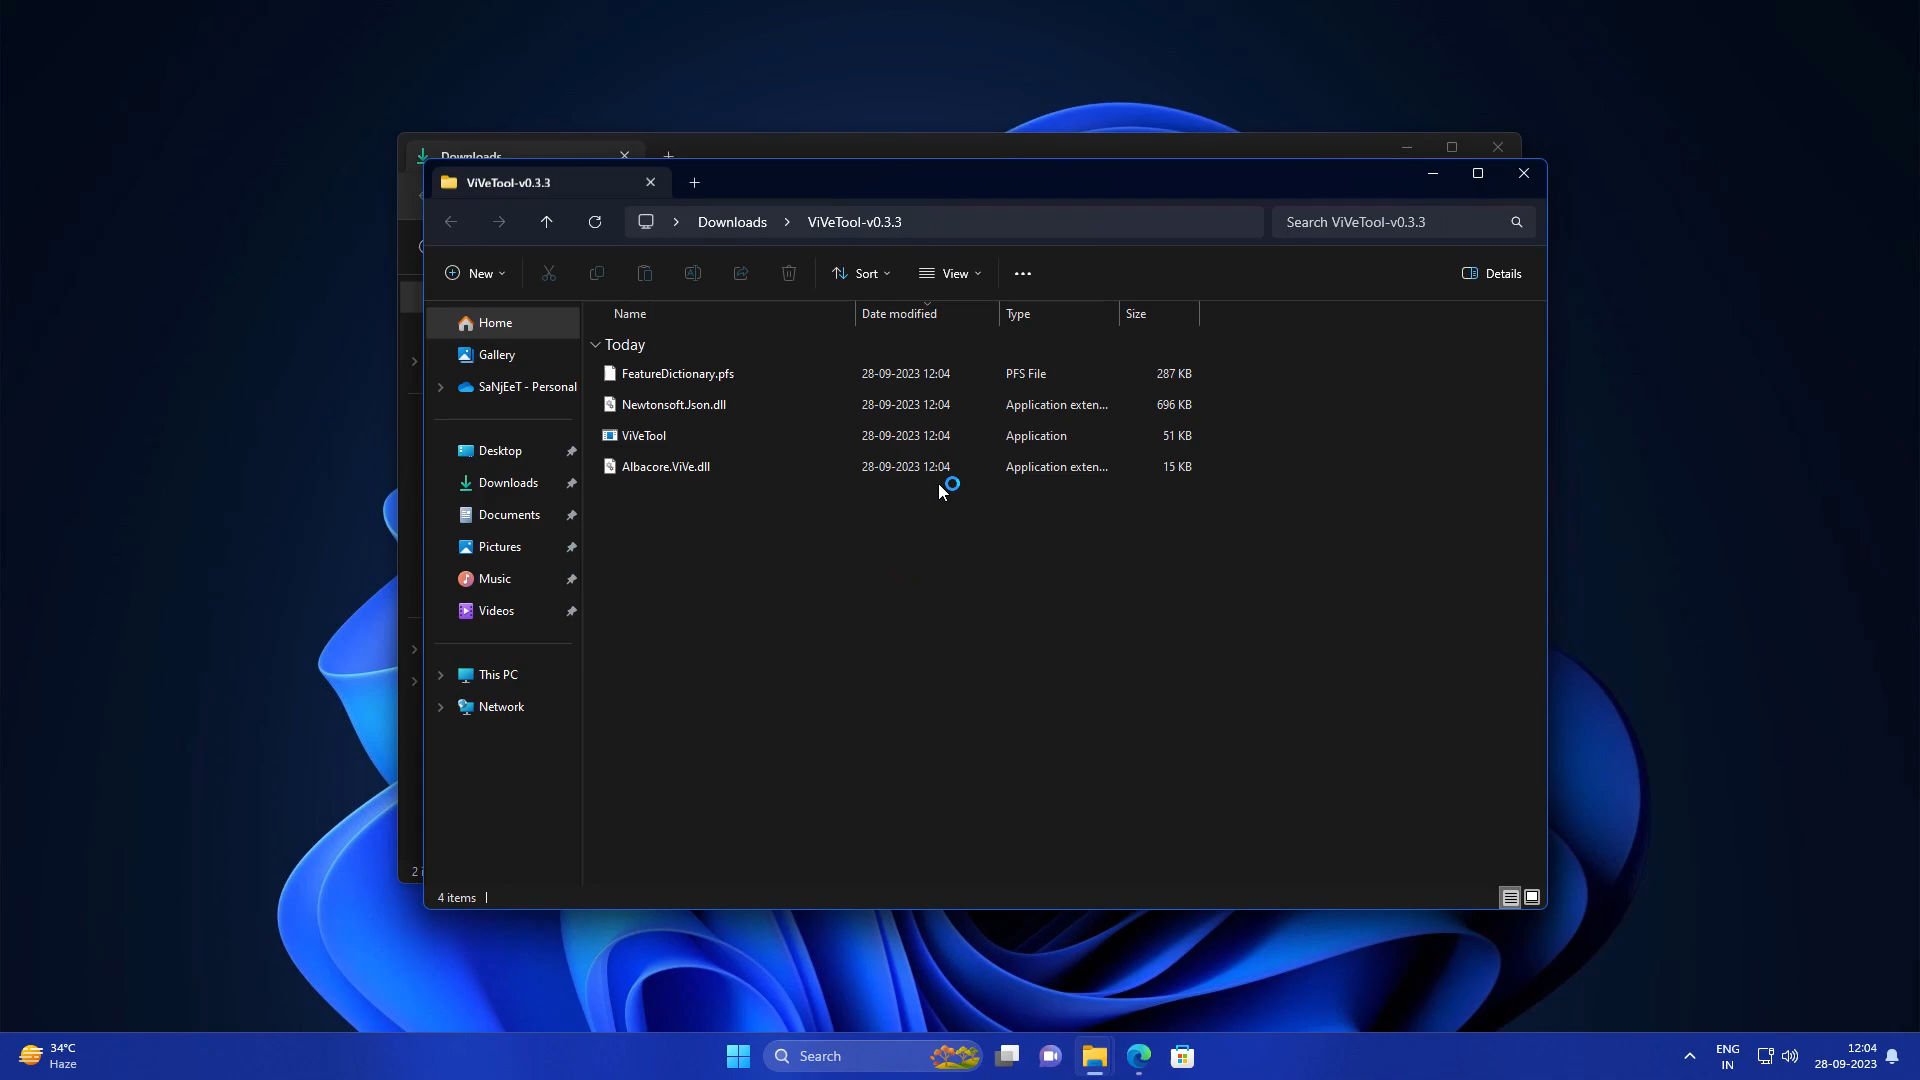 Downloads
ViVeTool-v0.3.3
Downloads ViVeTool-v0.3.3
Search ViVeTool-v0.3.3
New Sort View Details
Name Date modified Type Size
Home
Gallery
SaNjEeT - Personal
Desktop
Downloads
Documents
Pictures
Music
Videos
This PC
Network
Today
FeatureDictionary.pfs 28-09-2023 12:04 PFS File 287 KB
Newtonsoft.Json.dll 28-09-2023 12:04 Application exten... 696 KB
ViVeTool 28-09-2023 12:04 Application 51 KB
Albacore.ViVe.dll 28-09-2023 12:04 Application exten... 15 KB
4 items
34°C
Haze
Search
ENG
IN
12:04
28-09-2023